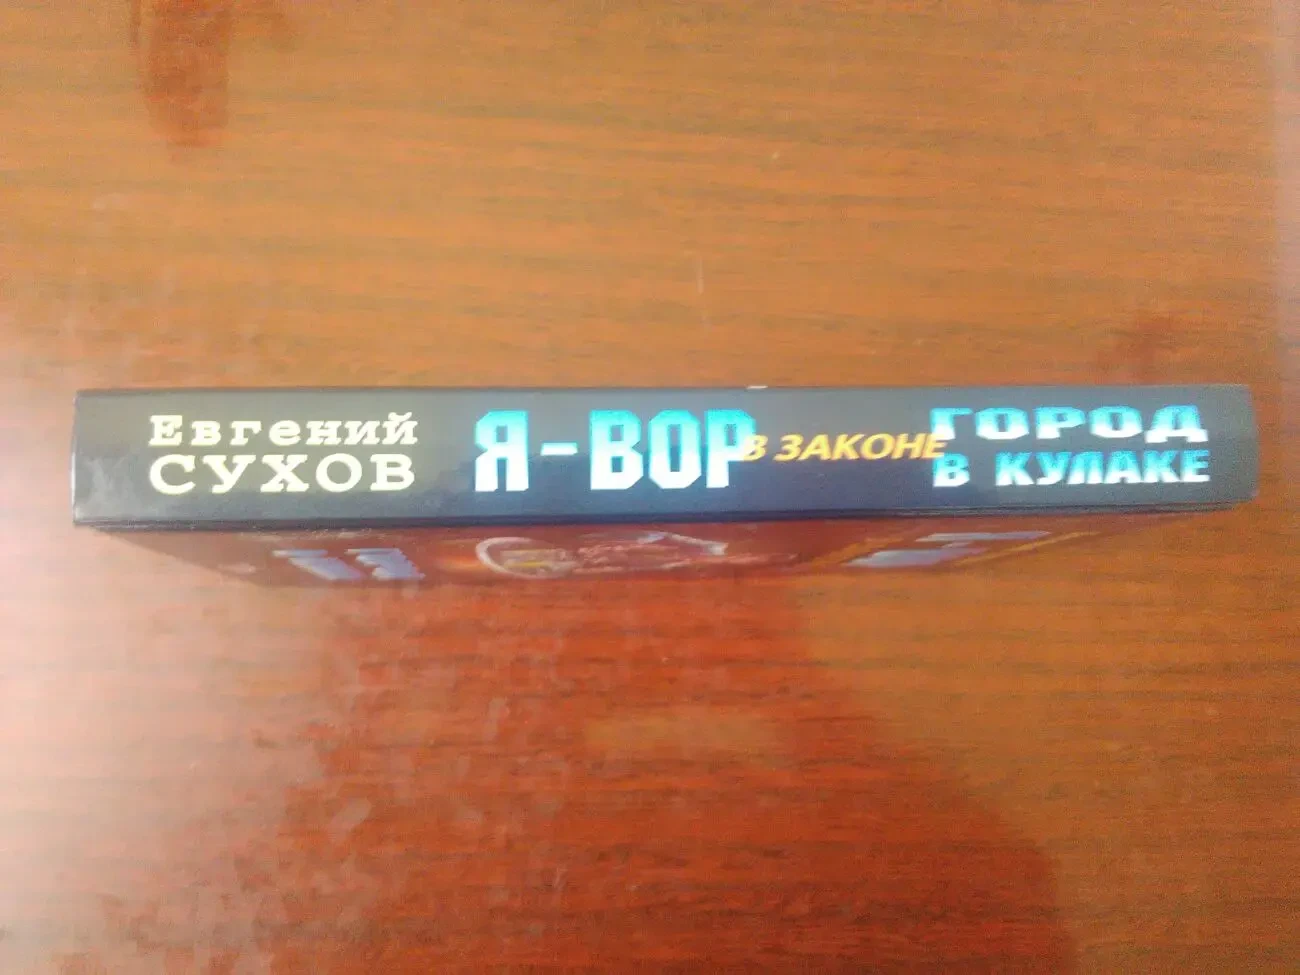 Евгений
СУХОВ
Я-ВОР
В ЗАКОНЕ
ГОРОД
В КУЛАКЕ